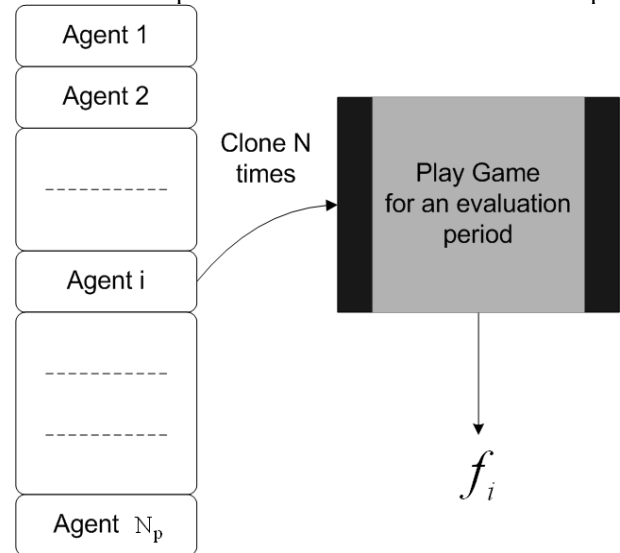 Agent 1
Agent 2
Clone N
times
Play Game
for an evaluation
period
Agent i
f_i
Agent N_p